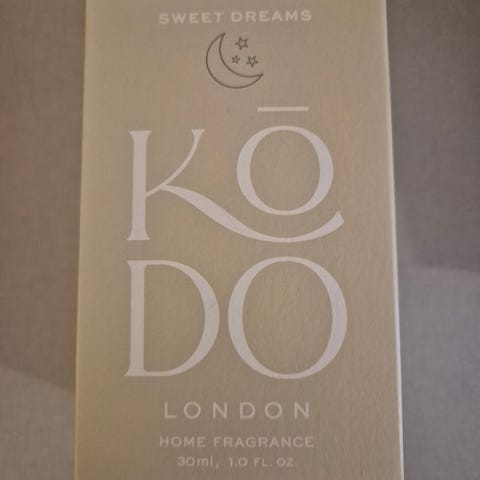 SWEET DREAMS
KŌ
DO
LONDON
HOME FRAGRANCE
30ml, 1.0 FL. OZ.